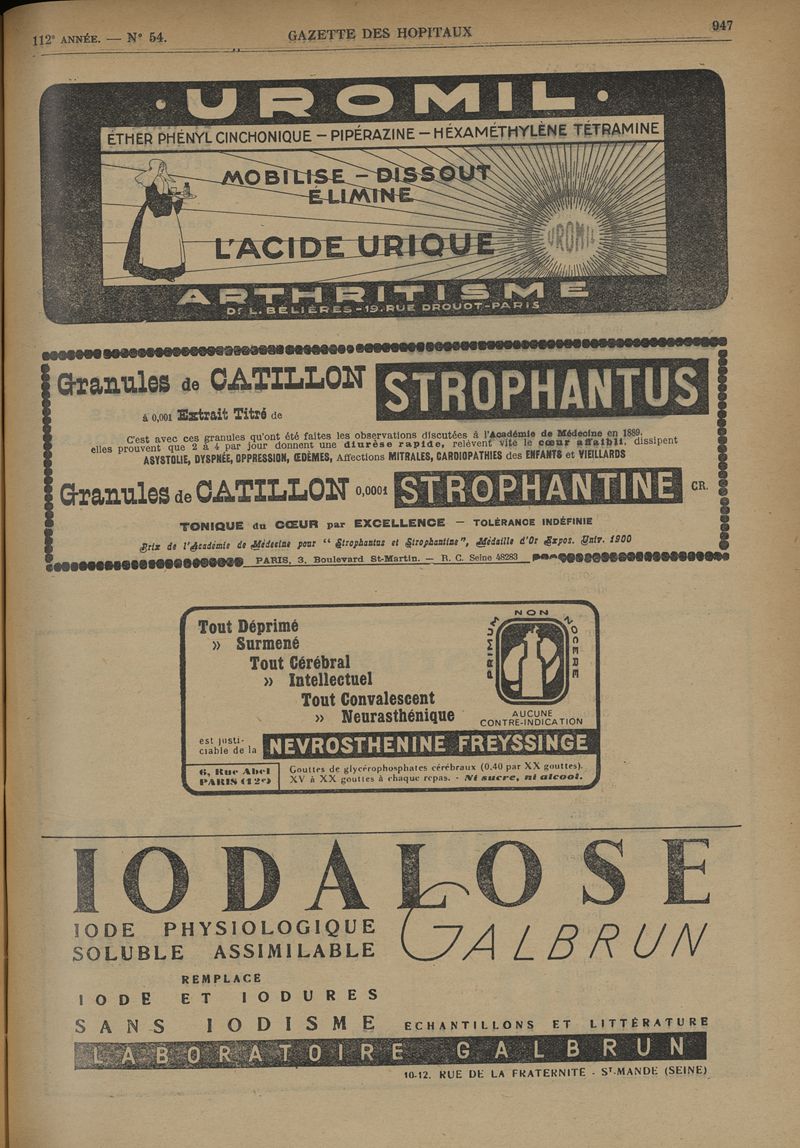 112e ANNÉE. — N° 54.
GAZETTE DES HOPITAUX
947
· UROMIL ·
ÉTHER PHÉNYL CINCHONIQUE – PIPÉRAZINE – HÉXAMÉTHYLÈNE TÉTRAMINE
MOBILISE – DISSOUT
ÉLIMINE
L'ACIDE URIQUE
UROMIL
ARTHRITISME
Dr L. BELIÈRES - 19. RUE DROUOT - PARIS
Granules de CATILLON
à 0,001 Extrait Titré de
STROPHANTUS
C'est avec ces granules qu'ont été faites les observations discutées à l'Académie de Médecine en 1889.
elles prouvent que 2 à 4 par jour donnent une diurèse rapide, relèvent vite le cœur affaibli, dissipent
ASYSTOLIE, DYSPNÉE, OPPRESSION, ŒDÈMES, Affections MITRALES, CARDIOPATHIES des ENFANTS et VIEILLARDS
Granules de CATILLON 0,0001 STROPHANTINE CR.
TONIQUE du CŒUR par EXCELLENCE — TOLÉRANCE INDÉFINIE
Prix de l'Académie de Médecine pour "Strophantus et Strophantine", Médaille d'Or Expos. Univ. 1900
PARIS, 3, Boulevard St-Martin. — R. C. Seine 48283
Tout Déprimé
» Surmené
Tout Cérébral
» Intellectuel
Tout Convalescent
» Neurasthénique
PRIMUM NON NOCERE
AUCUNE
CONTRE-INDICATION
est justi-
ciable de la
NEVROSTHENINE FREYSSINGE
6, Rue Abel
PARIS (12e)
Gouttes de glycérophosphates cérébraux (0.40 par XX gouttes).
XV à XX gouttes à chaque repas. - Ni sucre, ni alcool.
IODALOSE
GALBRUN
IODE PHYSIOLOGIQUE
SOLUBLE ASSIMILABLE
REMPLACE
IODE ET IODURES
SANS IODISME
ECHANTILLONS ET LITTÉRATURE
LABORATOIRE GALBRUN
10-12. RUE DE LA FRATERNITE - ST-MANDE (SEINE)